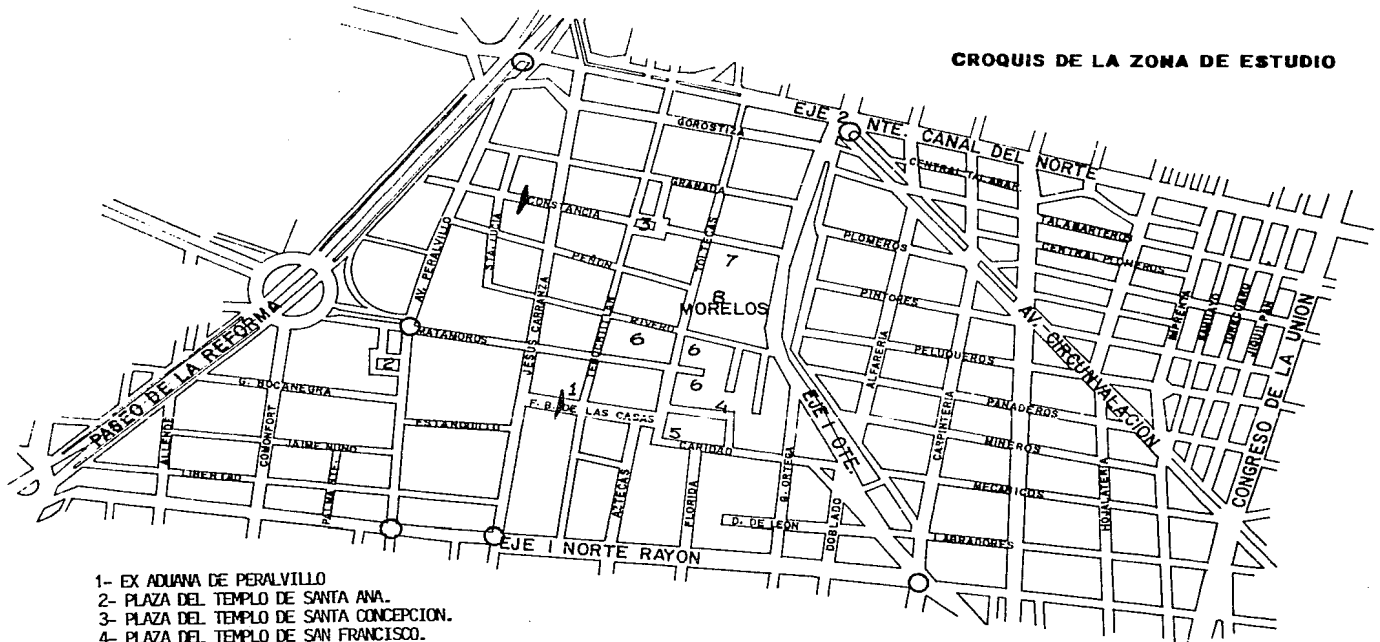 CROQUIS DE LA ZONA DE ESTUDIO
EJE 2 NTE. CANAL DEL NORTE
GOROSTIZA
CENTRAL TALABAR.
GRANADA
CONSTANCIA
TALABARTEROS
CENTRAL PLOMEROS
PLOMEROS
3
STA. LUCIA
AV. PERALVILLO
PEÑON
TOLTECAS
7
8
MORELOS
PINTORES
JESUS CARRANZA
TENOCHTITLAN
RIVERO
6
6
6
MATAMOROS
2
PASEO DE LA REFORMA
PELUQUEROS
ALFARERIA
AV. CIRCUNVALACION
IMPRENTA
JIQUILPAN
CONGRESO DE LA UNION
G. BOCANEGRA
1
F. B. DE LAS CASAS
4
5
CARIDAD
EJE 1 OTE.
PANADEROS
CARPINTERIA
MINEROS
ESTANQUILLO
JAIME NUNO
ALLENDE
COMONFORT
LIBERTAD
AZTECAS
FLORIDA
G. ORTEGA
MECANICOS
HOJALATERIA
D. DE LEON
DOBLADO
LABRADORES
EJE 1 NORTE RAYON
1- EX ADUANA DE PERALVILLO
2- PLAZA DEL TEMPLO DE SANTA ANA.
3- PLAZA DEL TEMPLO DE SANTA CONCEPCION.
4- PLAZA DEL TEMPLO DE SAN FRANCISCO.